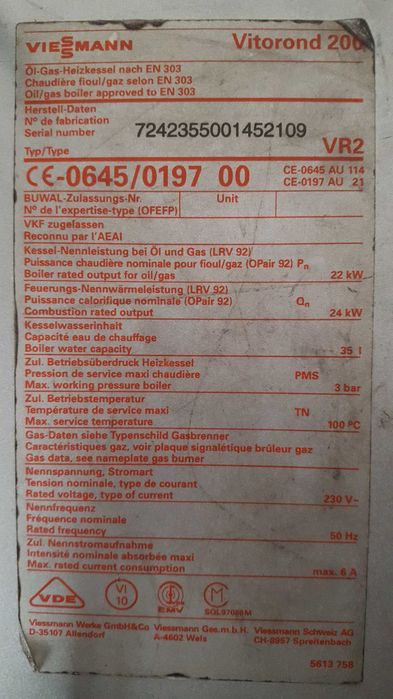 VIESSMANN Vitorond 200
Öl-Gas-Heizkessel nach EN 303
Chaudière fioul/gaz selon EN 303
Oil/gas boiler approved to EN 303
Herstell-Daten
Nº de fabrication
Serial number 7242355001452109
Typ/Type VR2
CE-0645/0197 00 CE-0645 AU 114
CE-0197 AU 21
BUWAL-Zulassungs-Nr. Unit
Nº de l'expertise-type (OFEFP)
VKF zugelassen
Reconnu par l'AEAI
Kessel-Nennleistung bei Öl und Gas (LRV 92)
Puissance chaudière nominale pour fioul/gaz (OPair 92) Pn
Boiler rated output for oil/gas 22 kW
Feuerungs-Nennwärmeleistung (LRV 92)
Puissance calorifique nominale (OPair 92) Qn
Combustion rated output 24 kW
Kesselwasserinhalt
Capacité eau de chauffage
Boiler water capacity 35 l
Zul. Betriebsüberdruck Heizkessel
Pression de service maxi chaudière PMS
Max. working pressure boiler 3 bar
Zul. Betriebstemperatur
Température de service maxi TN
Max. service temperature 100 ºC
Gas-Daten siehe Typenschild Gasbrenner
Caractéristiques gaz, voir plaque signalétique brûleur gaz
Gas data, see nameplate gas burner
Nennspannung, Stromart
Tension nominale, type de courant
Rated voltage, type of current 230 V~
Nennfrequenz
Fréquence nominale
Rated frequency 50 Hz
Zul. Nennstromaufnahme
Intensité nominale absorbée maxi
Max. rated current consumption max. 6 A
VDE VI 10 EMV SOL97080M
Viessmann Werke GmbH&Co Viessmann Ges.m.b.H. Viessmann Schweiz AG
D-35107 Allendorf A-4602 Wels CH-8957 Spreitenbach
5613 758